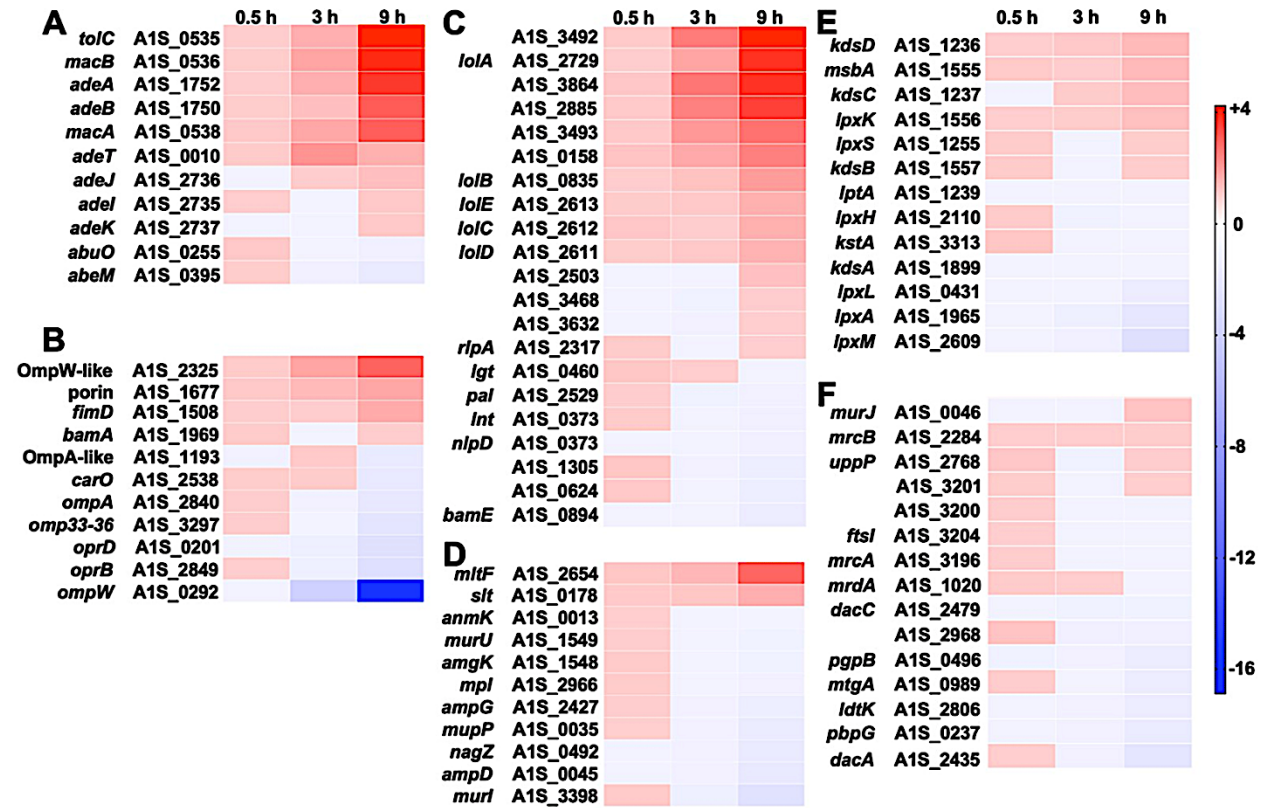 A
0.5 h 3 h 9 h
tolC A1S_0535
macB A1S_0536
adeA A1S_1752
adeB A1S_1750
macA A1S_0538
adeT A1S_0010
adeJ A1S_2736
adeI A1S_2735
adeK A1S_2737
abuO A1S_0255
abeM A1S_0395
B
OmpW-like A1S_2325
porin A1S_1677
fimD A1S_1508
bamA A1S_1969
OmpA-like A1S_1193
carO A1S_2538
ompA A1S_2840
omp33-36 A1S_3297
oprD A1S_0201
oprB A1S_2849
ompW A1S_0292
C
0.5 h 3 h 9 h
A1S_3492
lolA A1S_2729
A1S_3864
A1S_2885
A1S_3493
A1S_0158
lolB A1S_0835
lolE A1S_2613
lolC A1S_2612
lolD A1S_2611
A1S_2503
A1S_3468
A1S_3632
rlpA A1S_2317
lgt A1S_0460
pal A1S_2529
lnt A1S_0373
nlpD A1S_0373
A1S_1305
A1S_0624
bamE A1S_0894
D
mltF A1S_2654
slt A1S_0178
anmK A1S_0013
murU A1S_1549
amgK A1S_1548
mpl A1S_2966
ampG A1S_2427
mupP A1S_0035
nagZ A1S_0492
ampD A1S_0045
murI A1S_3398
E
0.5 h 3 h 9 h
kdsD A1S_1236
msbA A1S_1555
kdsC A1S_1237
lpxK A1S_1556
lpxS A1S_1255
kdsB A1S_1557
lptA A1S_1239
lpxH A1S_2110
kstA A1S_3313
kdsA A1S_1899
lpxL A1S_0431
lpxA A1S_1965
lpxM A1S_2609
F
murJ A1S_0046
mrcB A1S_2284
uppP A1S_2768
A1S_3201
A1S_3200
ftsI A1S_3204
mrcA A1S_3196
mrdA A1S_1020
dacC A1S_2479
A1S_2968
pgpB A1S_0496
mtgA A1S_0989
ldtK A1S_2806
pbpG A1S_0237
dacA A1S_2435
+4
0
-4
-8
-12
-16